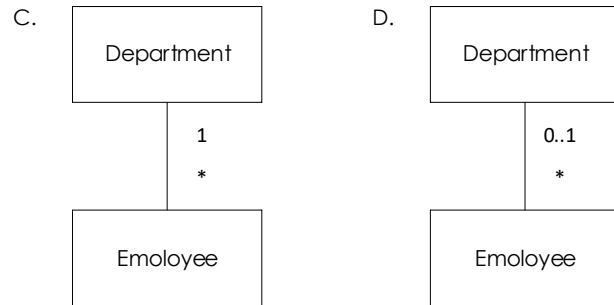 C.
Department
1
*
Emoloyee
D.
Department
0..1
*
Emoloyee